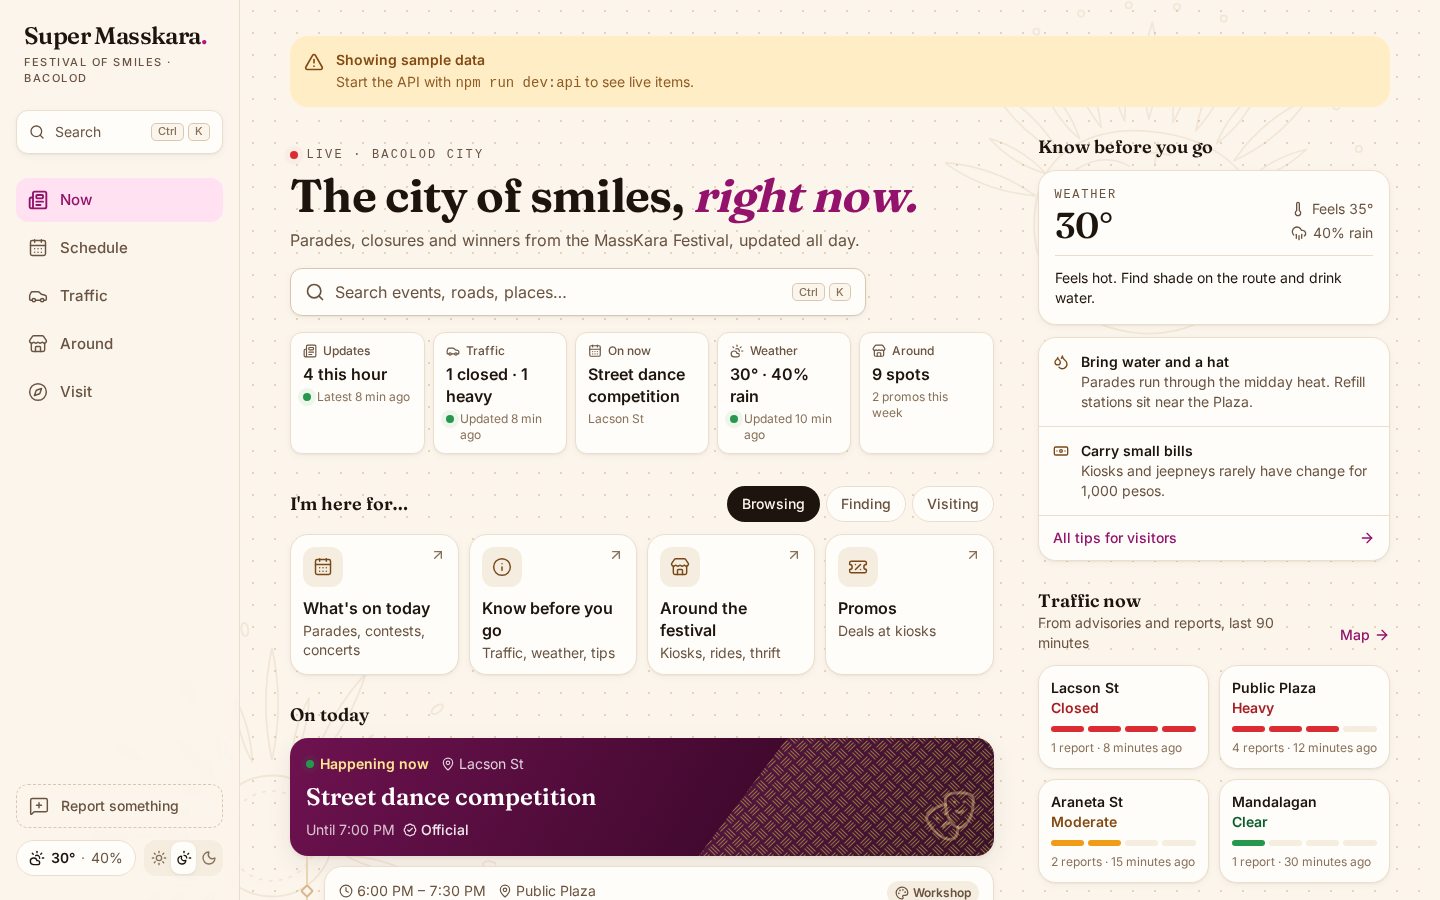 Super Masskara.
FESTIVAL OF SMILES ·
BACOLOD
Search Ctrl K
Now
Schedule
Traffic
Around
Visit
Report something
30° · 40%
Showing sample data
Start the API with npm run dev:api to see live items.
LIVE · BACOLOD CITY
The city of smiles, right now.
Parades, closures and winners from the MassKara Festival, updated all day.
Search events, roads, places... Ctrl K
Updates
4 this hour
Latest 8 min ago
Traffic
1 closed · 1
heavy
Updated 8 min
ago
On now
Street dance
competition
Lacson St
Weather
30° · 40%
rain
Updated 10 min
ago
Around
9 spots
2 promos this
week
I'm here for...
Browsing Finding Visiting
What's on today
Parades, contests,
concerts
Know before you
go
Traffic, weather, tips
Around the
festival
Kiosks, rides, thrift
Promos
Deals at kiosks
On today
Happening now Lacson St
Street dance competition
Until 7:00 PM Official
6:00 PM – 7:30 PM Public Plaza Workshop
Know before you go
WEATHER
30°
Feels 35°
40% rain
Feels hot. Find shade on the route and drink
water.
Bring water and a hat
Parades run through the midday heat. Refill
stations sit near the Plaza.
Carry small bills
Kiosks and jeepneys rarely have change for
1,000 pesos.
All tips for visitors
Traffic now
From advisories and reports, last 90
minutes
Map
Lacson St
Closed
1 report · 8 minutes ago
Public Plaza
Heavy
4 reports · 12 minutes ago
Araneta St
Moderate
2 reports · 15 minutes ago
Mandalagan
Clear
1 report · 30 minutes ago